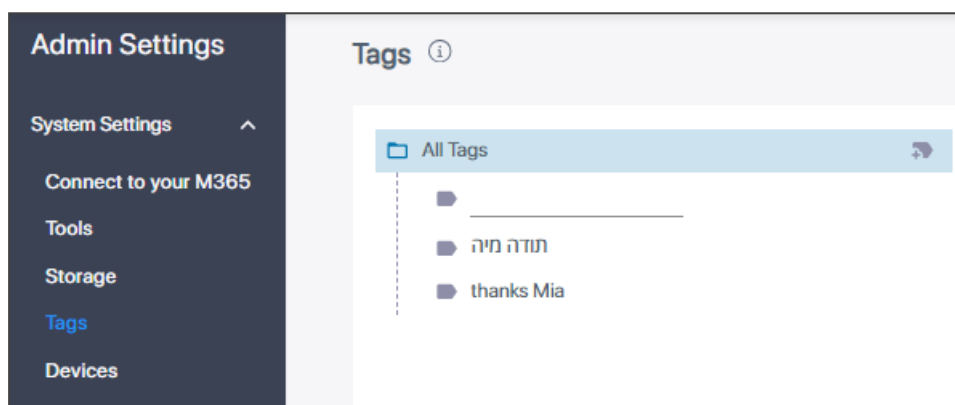 Admin Settings
Tags
System Settings
All Tags
Connect to your M365
Tools
תודה מיה
Storage
thanks Mia
Tags
Devices